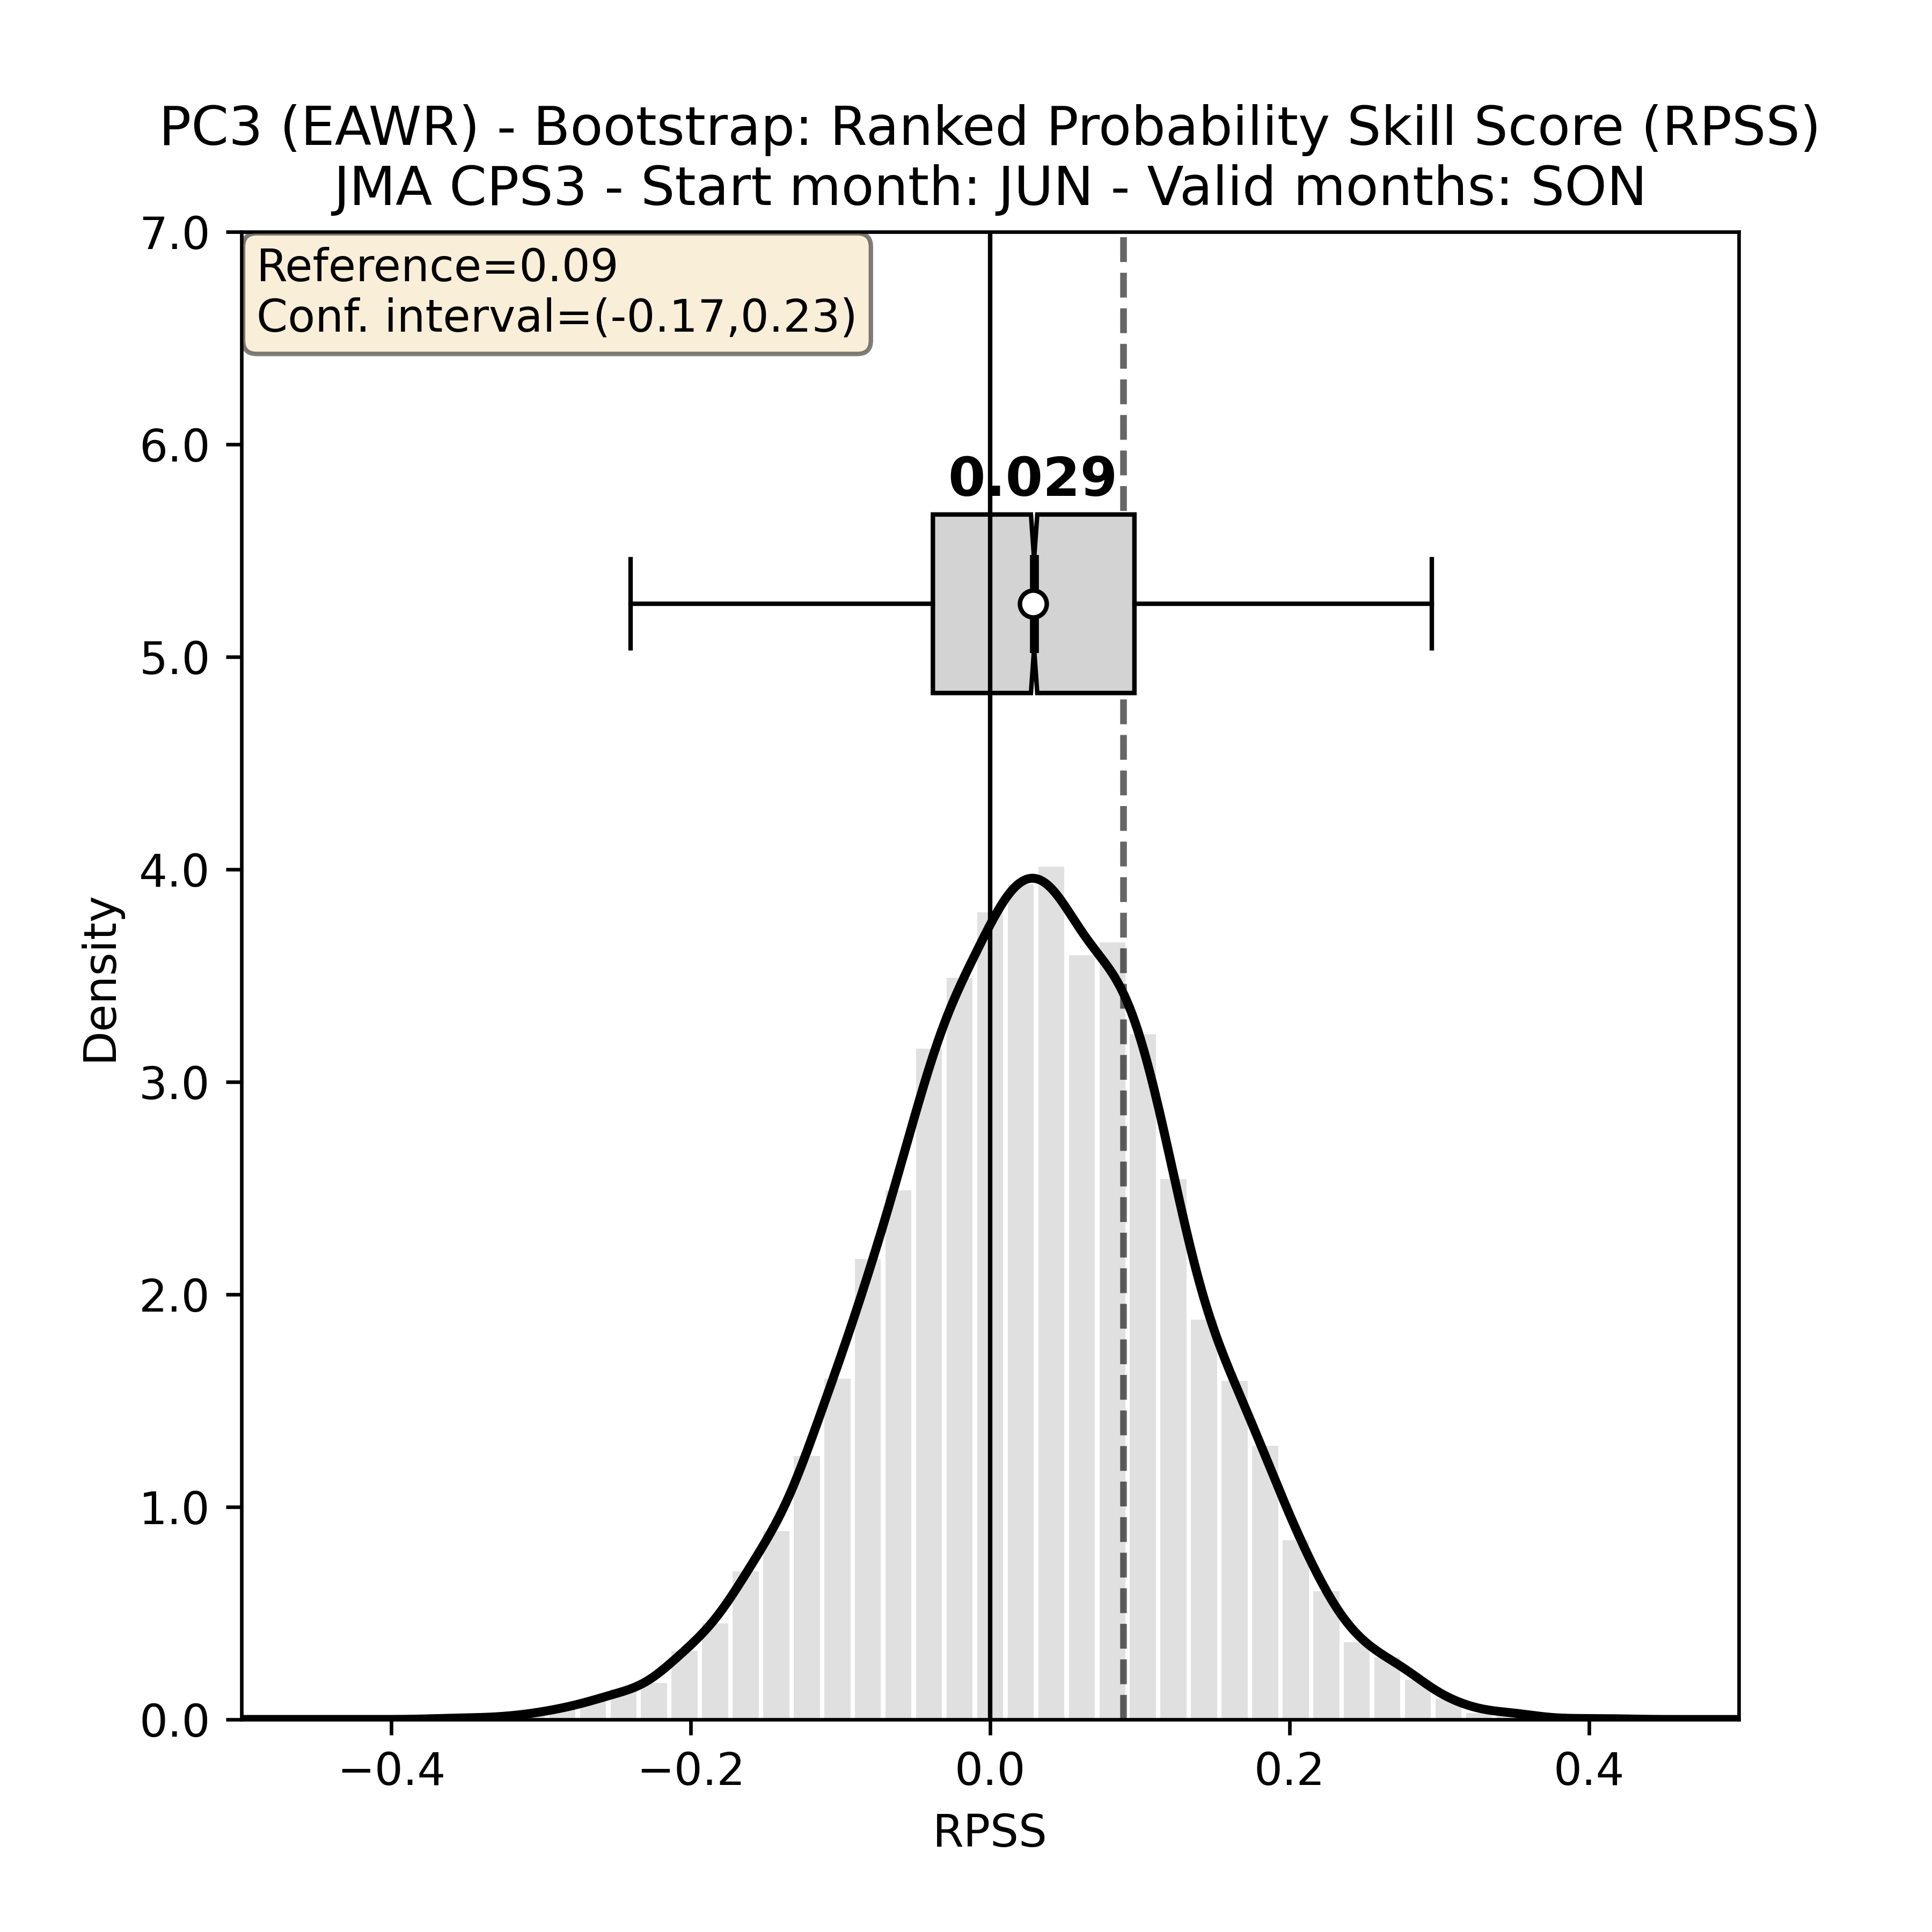 PC3 (EAWR) - Bootstrap: Ranked Probability Skill Score (RPSS)
JMA CPS3 - Start month: JUN - Valid months: SON
7.0
Reference=0.09
Conf. interval=(-0.17,0.23)
6.0
0.029
5.0
4.0
Density
3.0
2.0
1.0
0.0
−0.4 −0.2 0.0 0.2 0.4
RPSS